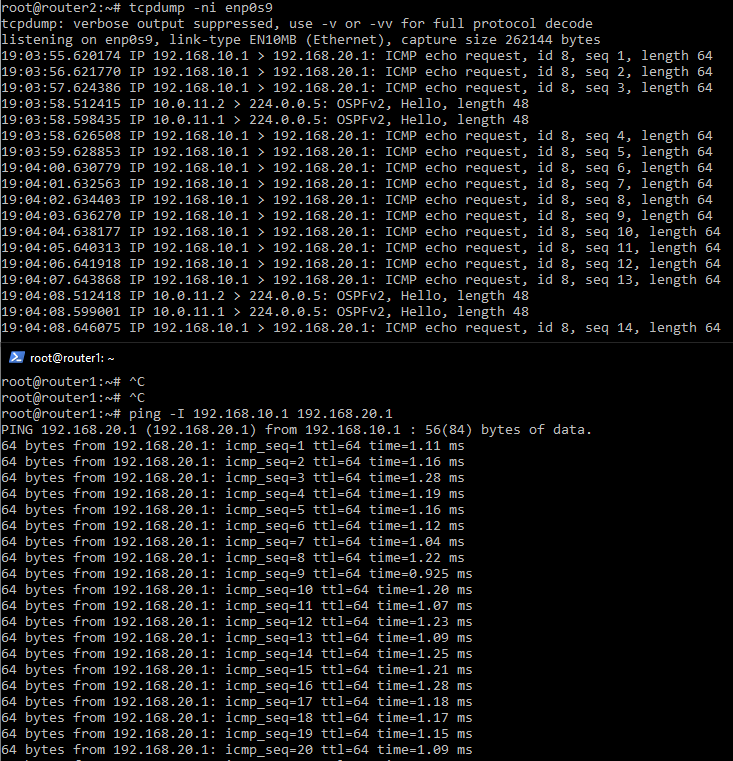 root@router2:~# tcpdump -ni enp0s9
tcpdump: verbose output suppressed, use -v or -vv for full protocol decode
listening on enp0s9, link-type EN10MB (Ethernet), capture size 262144 bytes
19:03:55.620174 IP 192.168.10.1 > 192.168.20.1: ICMP echo request, id 8, seq 1, length 64
19:03:56.621770 IP 192.168.10.1 > 192.168.20.1: ICMP echo request, id 8, seq 2, length 64
19:03:57.624386 IP 192.168.10.1 > 192.168.20.1: ICMP echo request, id 8, seq 3, length 64
19:03:58.512415 IP 10.0.11.2 > 224.0.0.5: OSPFv2, Hello, length 48
19:03:58.598435 IP 10.0.11.1 > 224.0.0.5: OSPFv2, Hello, length 48
19:03:58.626508 IP 192.168.10.1 > 192.168.20.1: ICMP echo request, id 8, seq 4, length 64
19:03:59.628853 IP 192.168.10.1 > 192.168.20.1: ICMP echo request, id 8, seq 5, length 64
19:04:00.630779 IP 192.168.10.1 > 192.168.20.1: ICMP echo request, id 8, seq 6, length 64
19:04:01.632563 IP 192.168.10.1 > 192.168.20.1: ICMP echo request, id 8, seq 7, length 64
19:04:02.634403 IP 192.168.10.1 > 192.168.20.1: ICMP echo request, id 8, seq 8, length 64
19:04:03.636270 IP 192.168.10.1 > 192.168.20.1: ICMP echo request, id 8, seq 9, length 64
19:04:04.638177 IP 192.168.10.1 > 192.168.20.1: ICMP echo request, id 8, seq 10, length 64
19:04:05.640313 IP 192.168.10.1 > 192.168.20.1: ICMP echo request, id 8, seq 11, length 64
19:04:06.641918 IP 192.168.10.1 > 192.168.20.1: ICMP echo request, id 8, seq 12, length 64
19:04:07.643868 IP 192.168.10.1 > 192.168.20.1: ICMP echo request, id 8, seq 13, length 64
19:04:08.512418 IP 10.0.11.2 > 224.0.0.5: OSPFv2, Hello, length 48
19:04:08.599001 IP 10.0.11.1 > 224.0.0.5: OSPFv2, Hello, length 48
19:04:08.646075 IP 192.168.10.1 > 192.168.20.1: ICMP echo request, id 8, seq 14, length 64
root@router1: ~
root@router1:~# ^C
root@router1:~# ^C
root@router1:~# ping -I 192.168.10.1 192.168.20.1
PING 192.168.20.1 (192.168.20.1) from 192.168.10.1 : 56(84) bytes of data.
64 bytes from 192.168.20.1: icmp_seq=1 ttl=64 time=1.11 ms
64 bytes from 192.168.20.1: icmp_seq=2 ttl=64 time=1.16 ms
64 bytes from 192.168.20.1: icmp_seq=3 ttl=64 time=1.28 ms
64 bytes from 192.168.20.1: icmp_seq=4 ttl=64 time=1.19 ms
64 bytes from 192.168.20.1: icmp_seq=5 ttl=64 time=1.16 ms
64 bytes from 192.168.20.1: icmp_seq=6 ttl=64 time=1.12 ms
64 bytes from 192.168.20.1: icmp_seq=7 ttl=64 time=1.04 ms
64 bytes from 192.168.20.1: icmp_seq=8 ttl=64 time=1.22 ms
64 bytes from 192.168.20.1: icmp_seq=9 ttl=64 time=0.925 ms
64 bytes from 192.168.20.1: icmp_seq=10 ttl=64 time=1.20 ms
64 bytes from 192.168.20.1: icmp_seq=11 ttl=64 time=1.07 ms
64 bytes from 192.168.20.1: icmp_seq=12 ttl=64 time=1.23 ms
64 bytes from 192.168.20.1: icmp_seq=13 ttl=64 time=1.09 ms
64 bytes from 192.168.20.1: icmp_seq=14 ttl=64 time=1.25 ms
64 bytes from 192.168.20.1: icmp_seq=15 ttl=64 time=1.21 ms
64 bytes from 192.168.20.1: icmp_seq=16 ttl=64 time=1.28 ms
64 bytes from 192.168.20.1: icmp_seq=17 ttl=64 time=1.18 ms
64 bytes from 192.168.20.1: icmp_seq=18 ttl=64 time=1.17 ms
64 bytes from 192.168.20.1: icmp_seq=19 ttl=64 time=1.15 ms
64 bytes from 192.168.20.1: icmp_seq=20 ttl=64 time=1.09 ms